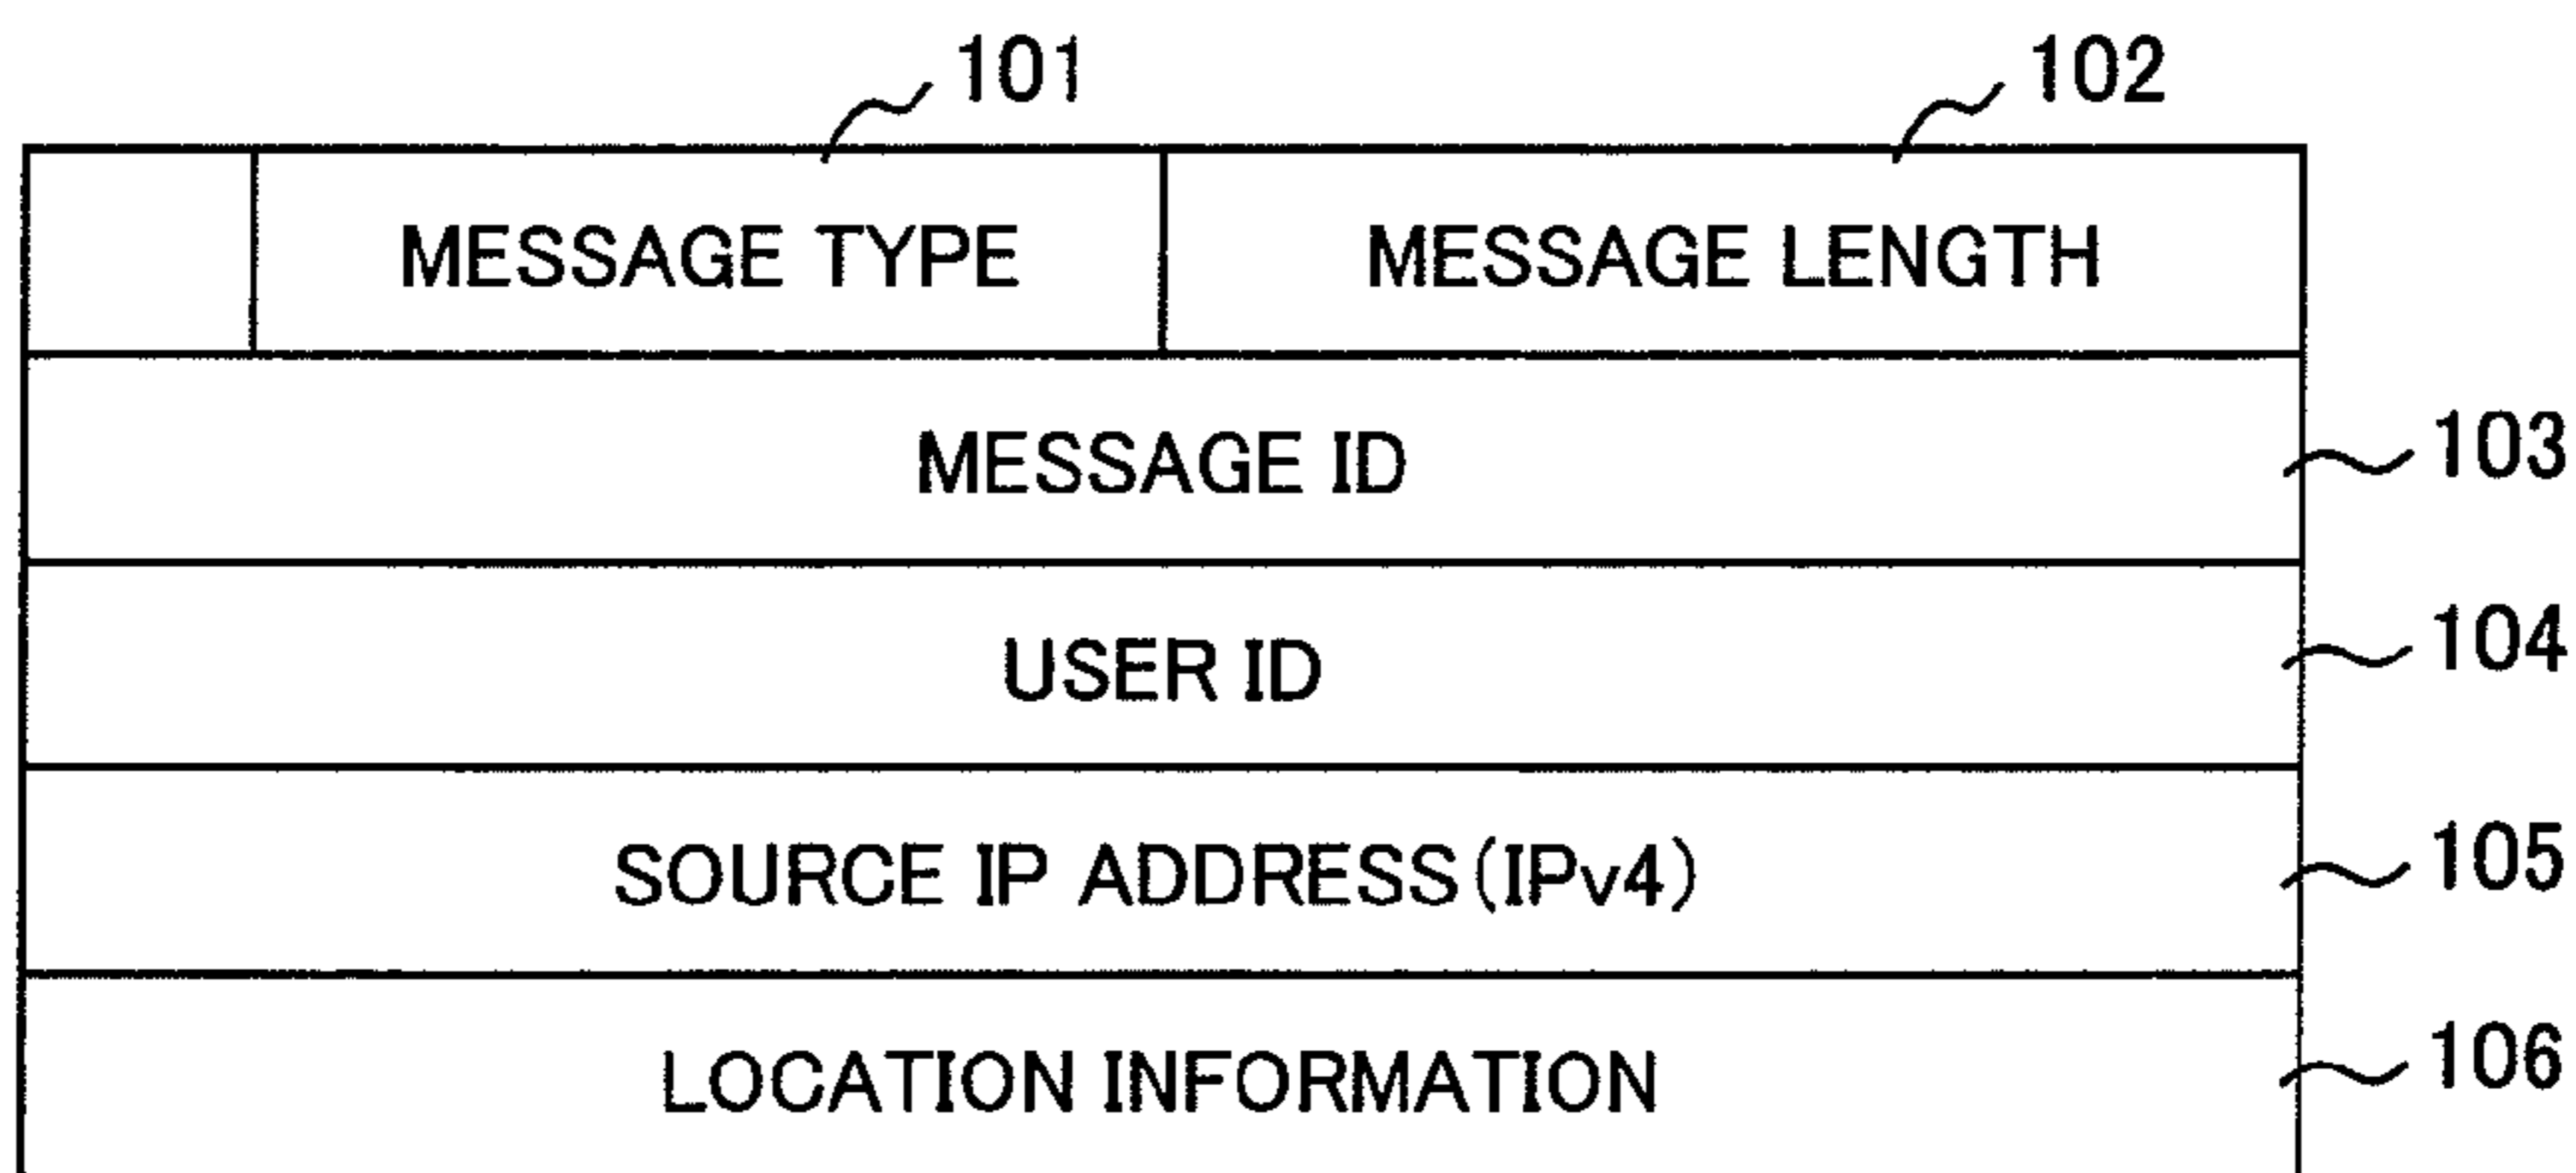 101 102
MESSAGE TYPE MESSAGE LENGTH
MESSAGE ID 103
USER ID 104
SOURCE IP ADDRESS(IPv4) 105
LOCATION INFORMATION 106